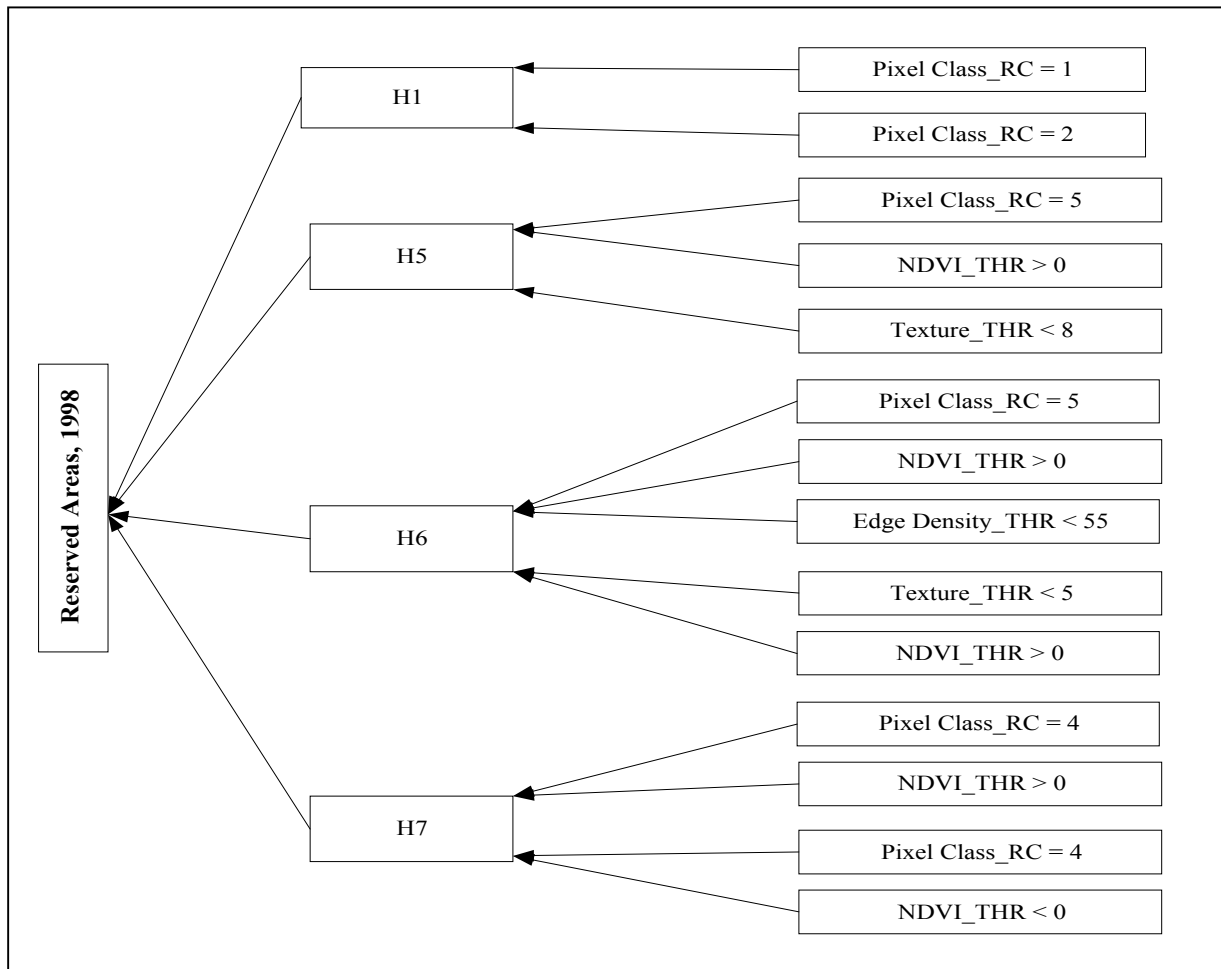 Reserved Areas, 1998
H1
Pixel Class_RC = 1
Pixel Class_RC = 2
H5
Pixel Class_RC = 5
NDVI_THR > 0
Texture_THR < 8
H6
Pixel Class_RC = 5
NDVI_THR > 0
Edge Density_THR < 55
Texture_THR < 5
NDVI_THR > 0
H7
Pixel Class_RC = 4
NDVI_THR > 0
Pixel Class_RC = 4
NDVI_THR < 0